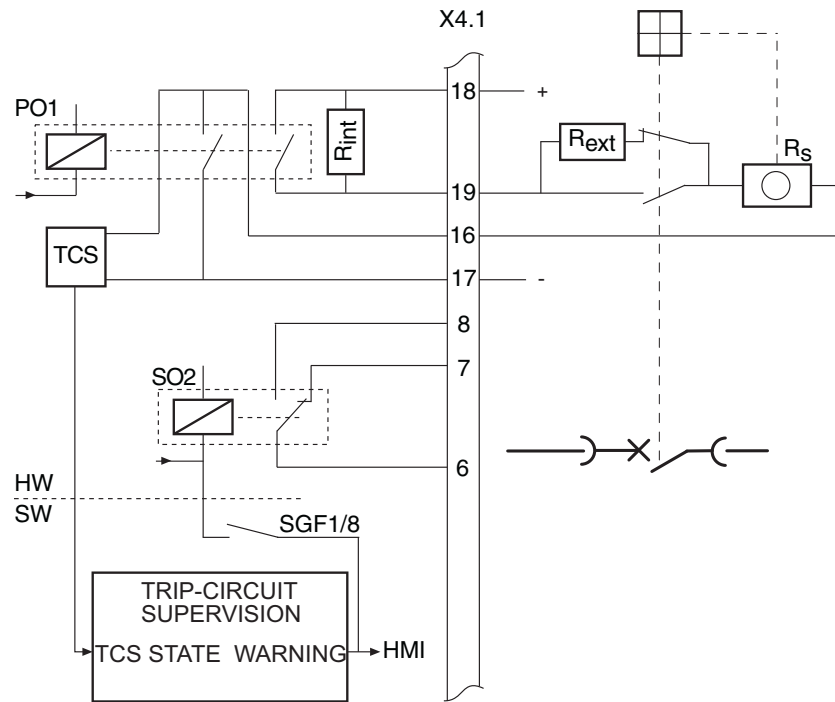 X4.1
18
+
PO1
Rint
Rext
Rs
19
16
TCS
17
-
8
7
SO2
6
HW
SW
SGF1/8
TRIP-CIRCUIT
SUPERVISION
TCS STATE WARNING
HMI